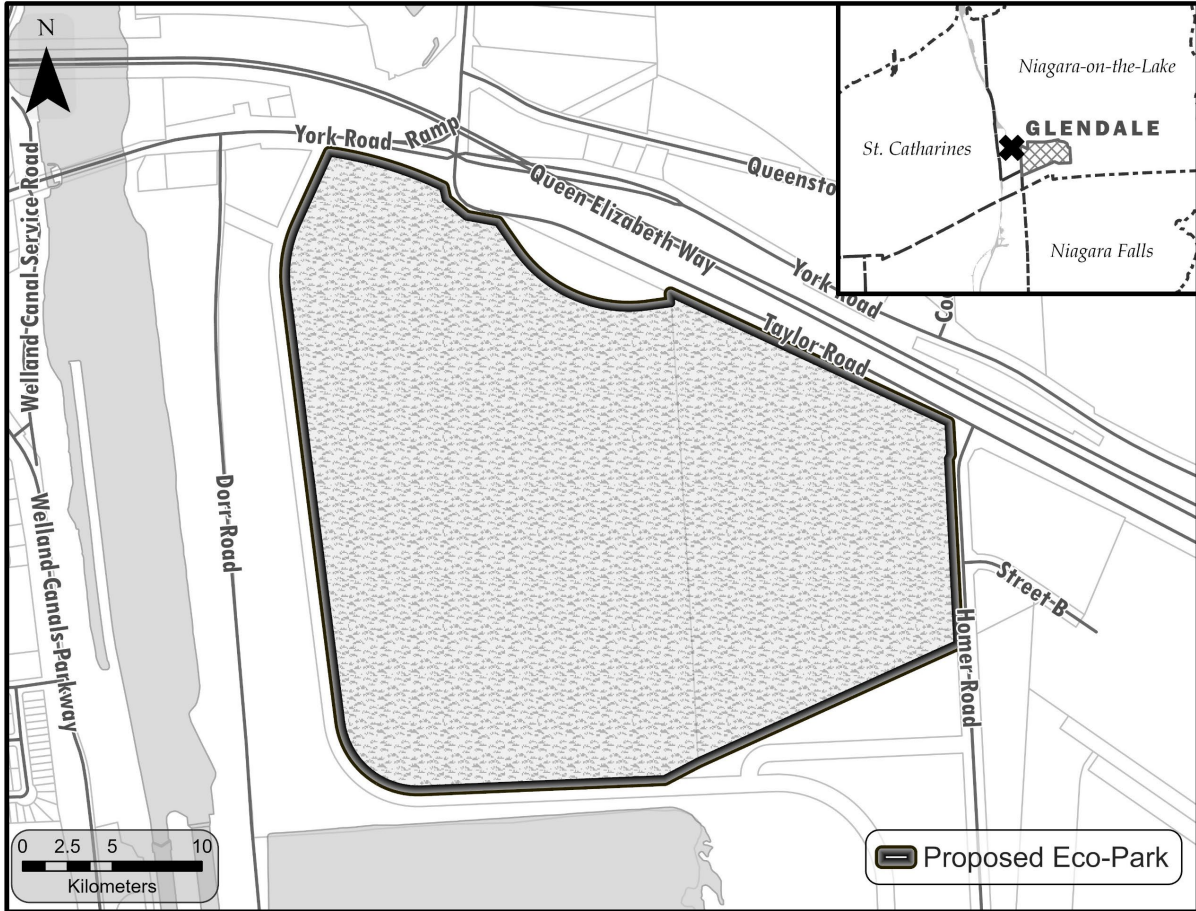 N
York Road
Ramp
Queen Elizabeth Way
Queensto
York Road
Co
Taylor Road
Welland Canal Service Road
Dorr Road
Welland Canals Parkway
Street B
Homer Road
Niagara-on-the-Lake
GLENDALE
St. Catharines
Niagara Falls
0 2.5 5 10
Kilometers
Proposed Eco-Park